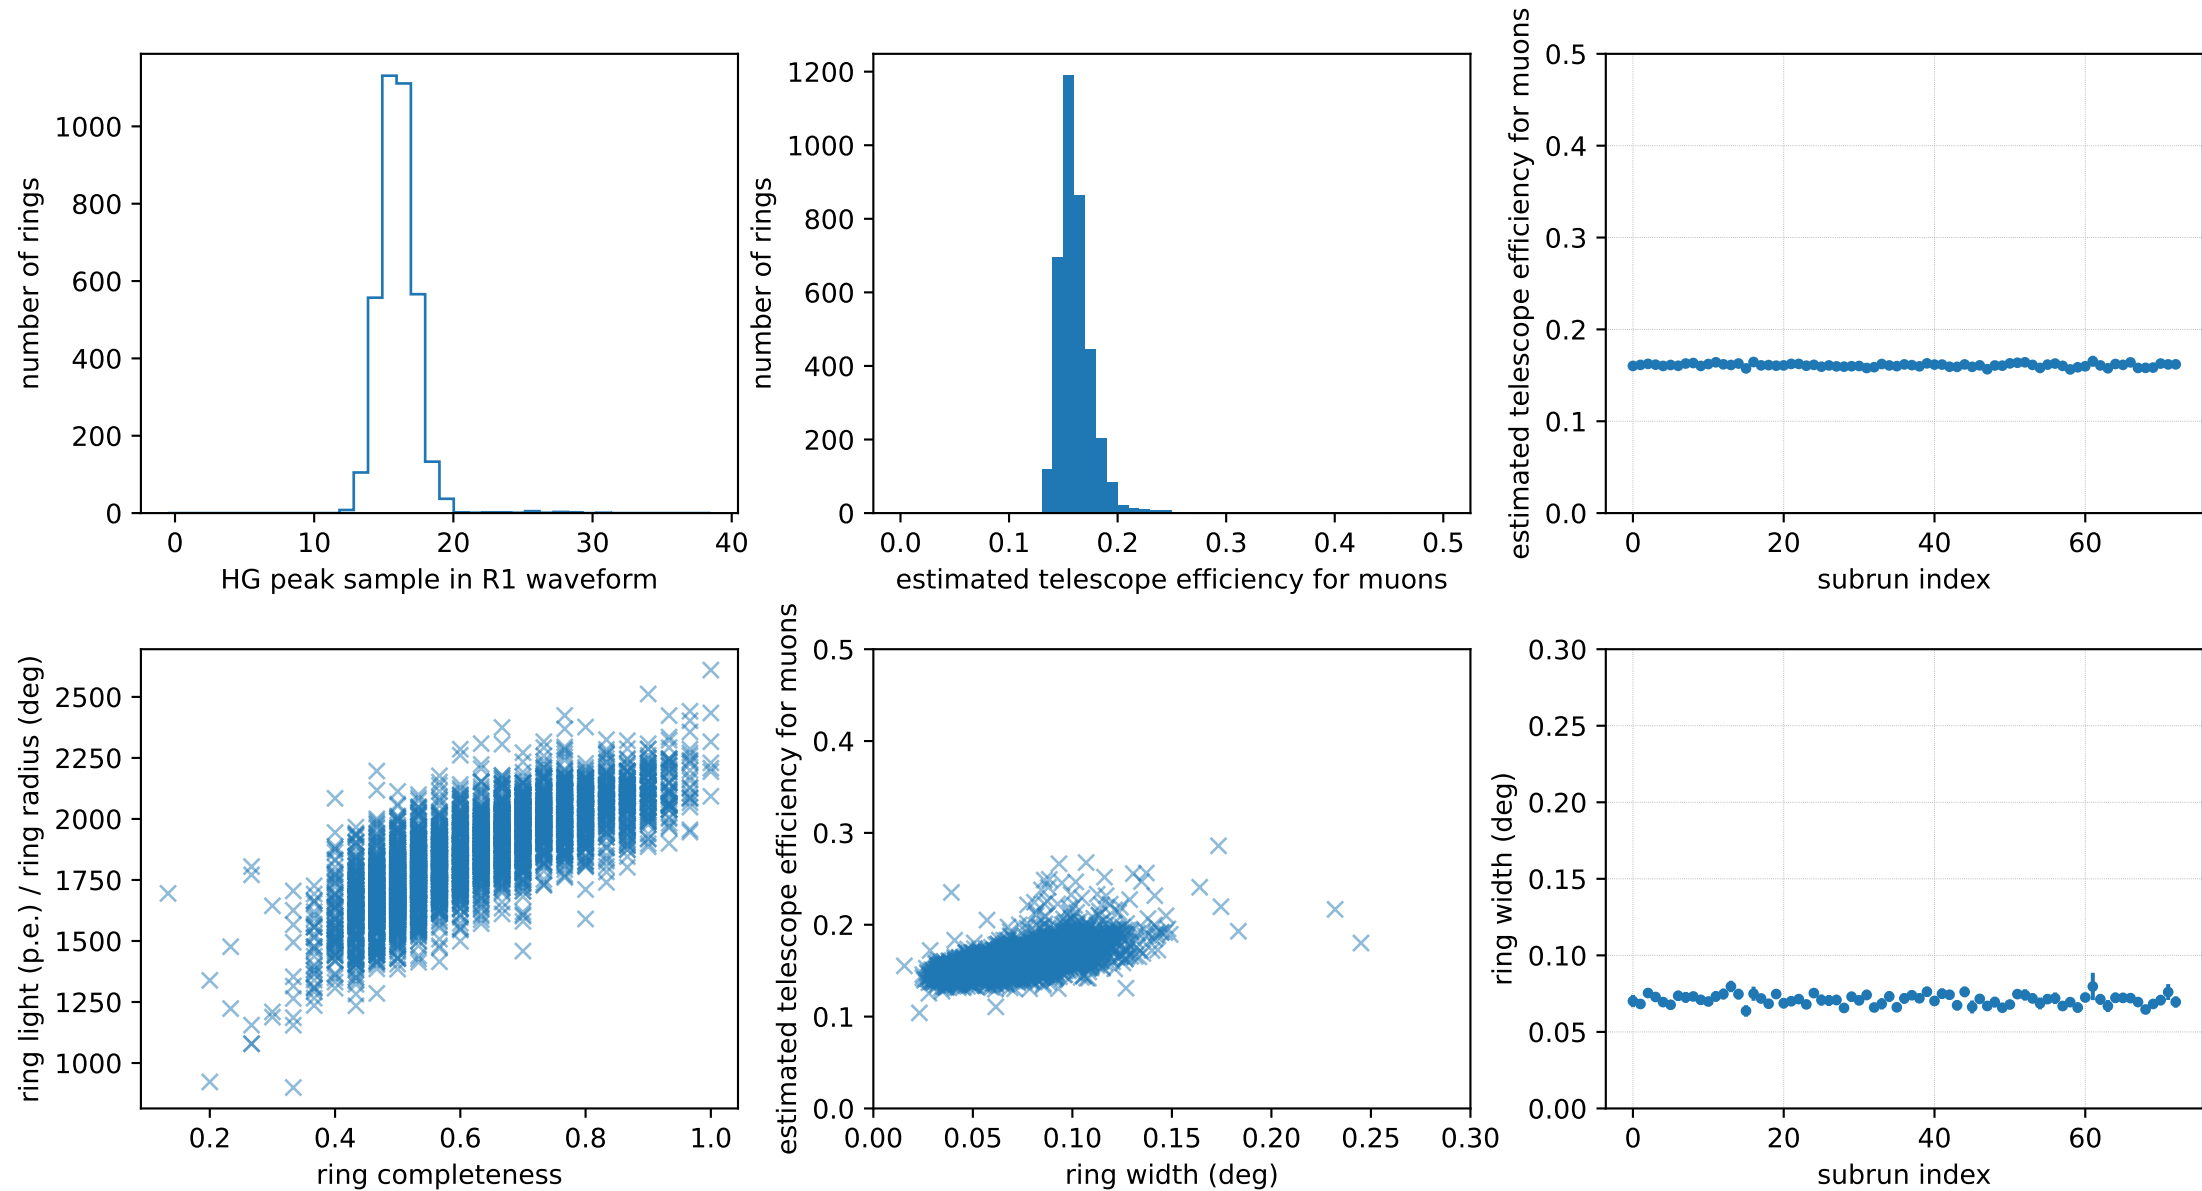 number of rings
1000
800
600
400
200
0
0 10 20 30 40
HG peak sample in R1 waveform
number of rings
1200
1000
800
600
400
200
0
0.0 0.1 0.2 0.3 0.4 0.5
estimated telescope efficiency for muons
estimated telescope efficiency for muons
0.5
0.4
0.3
0.2
0.1
0.0
0 20 40 60
subrun index
ring light (p.e.) / ring radius (deg)
2500
2250
2000
1750
1500
1250
1000
0.2 0.4 0.6 0.8 1.0
ring completeness
estimated telescope efficiency for muons
0.5
0.4
0.3
0.2
0.1
0.0
0.00 0.05 0.10 0.15 0.20 0.25 0.30
ring width (deg)
ring width (deg)
0.30
0.25
0.20
0.15
0.10
0.05
0.00
0 20 40 60
subrun index